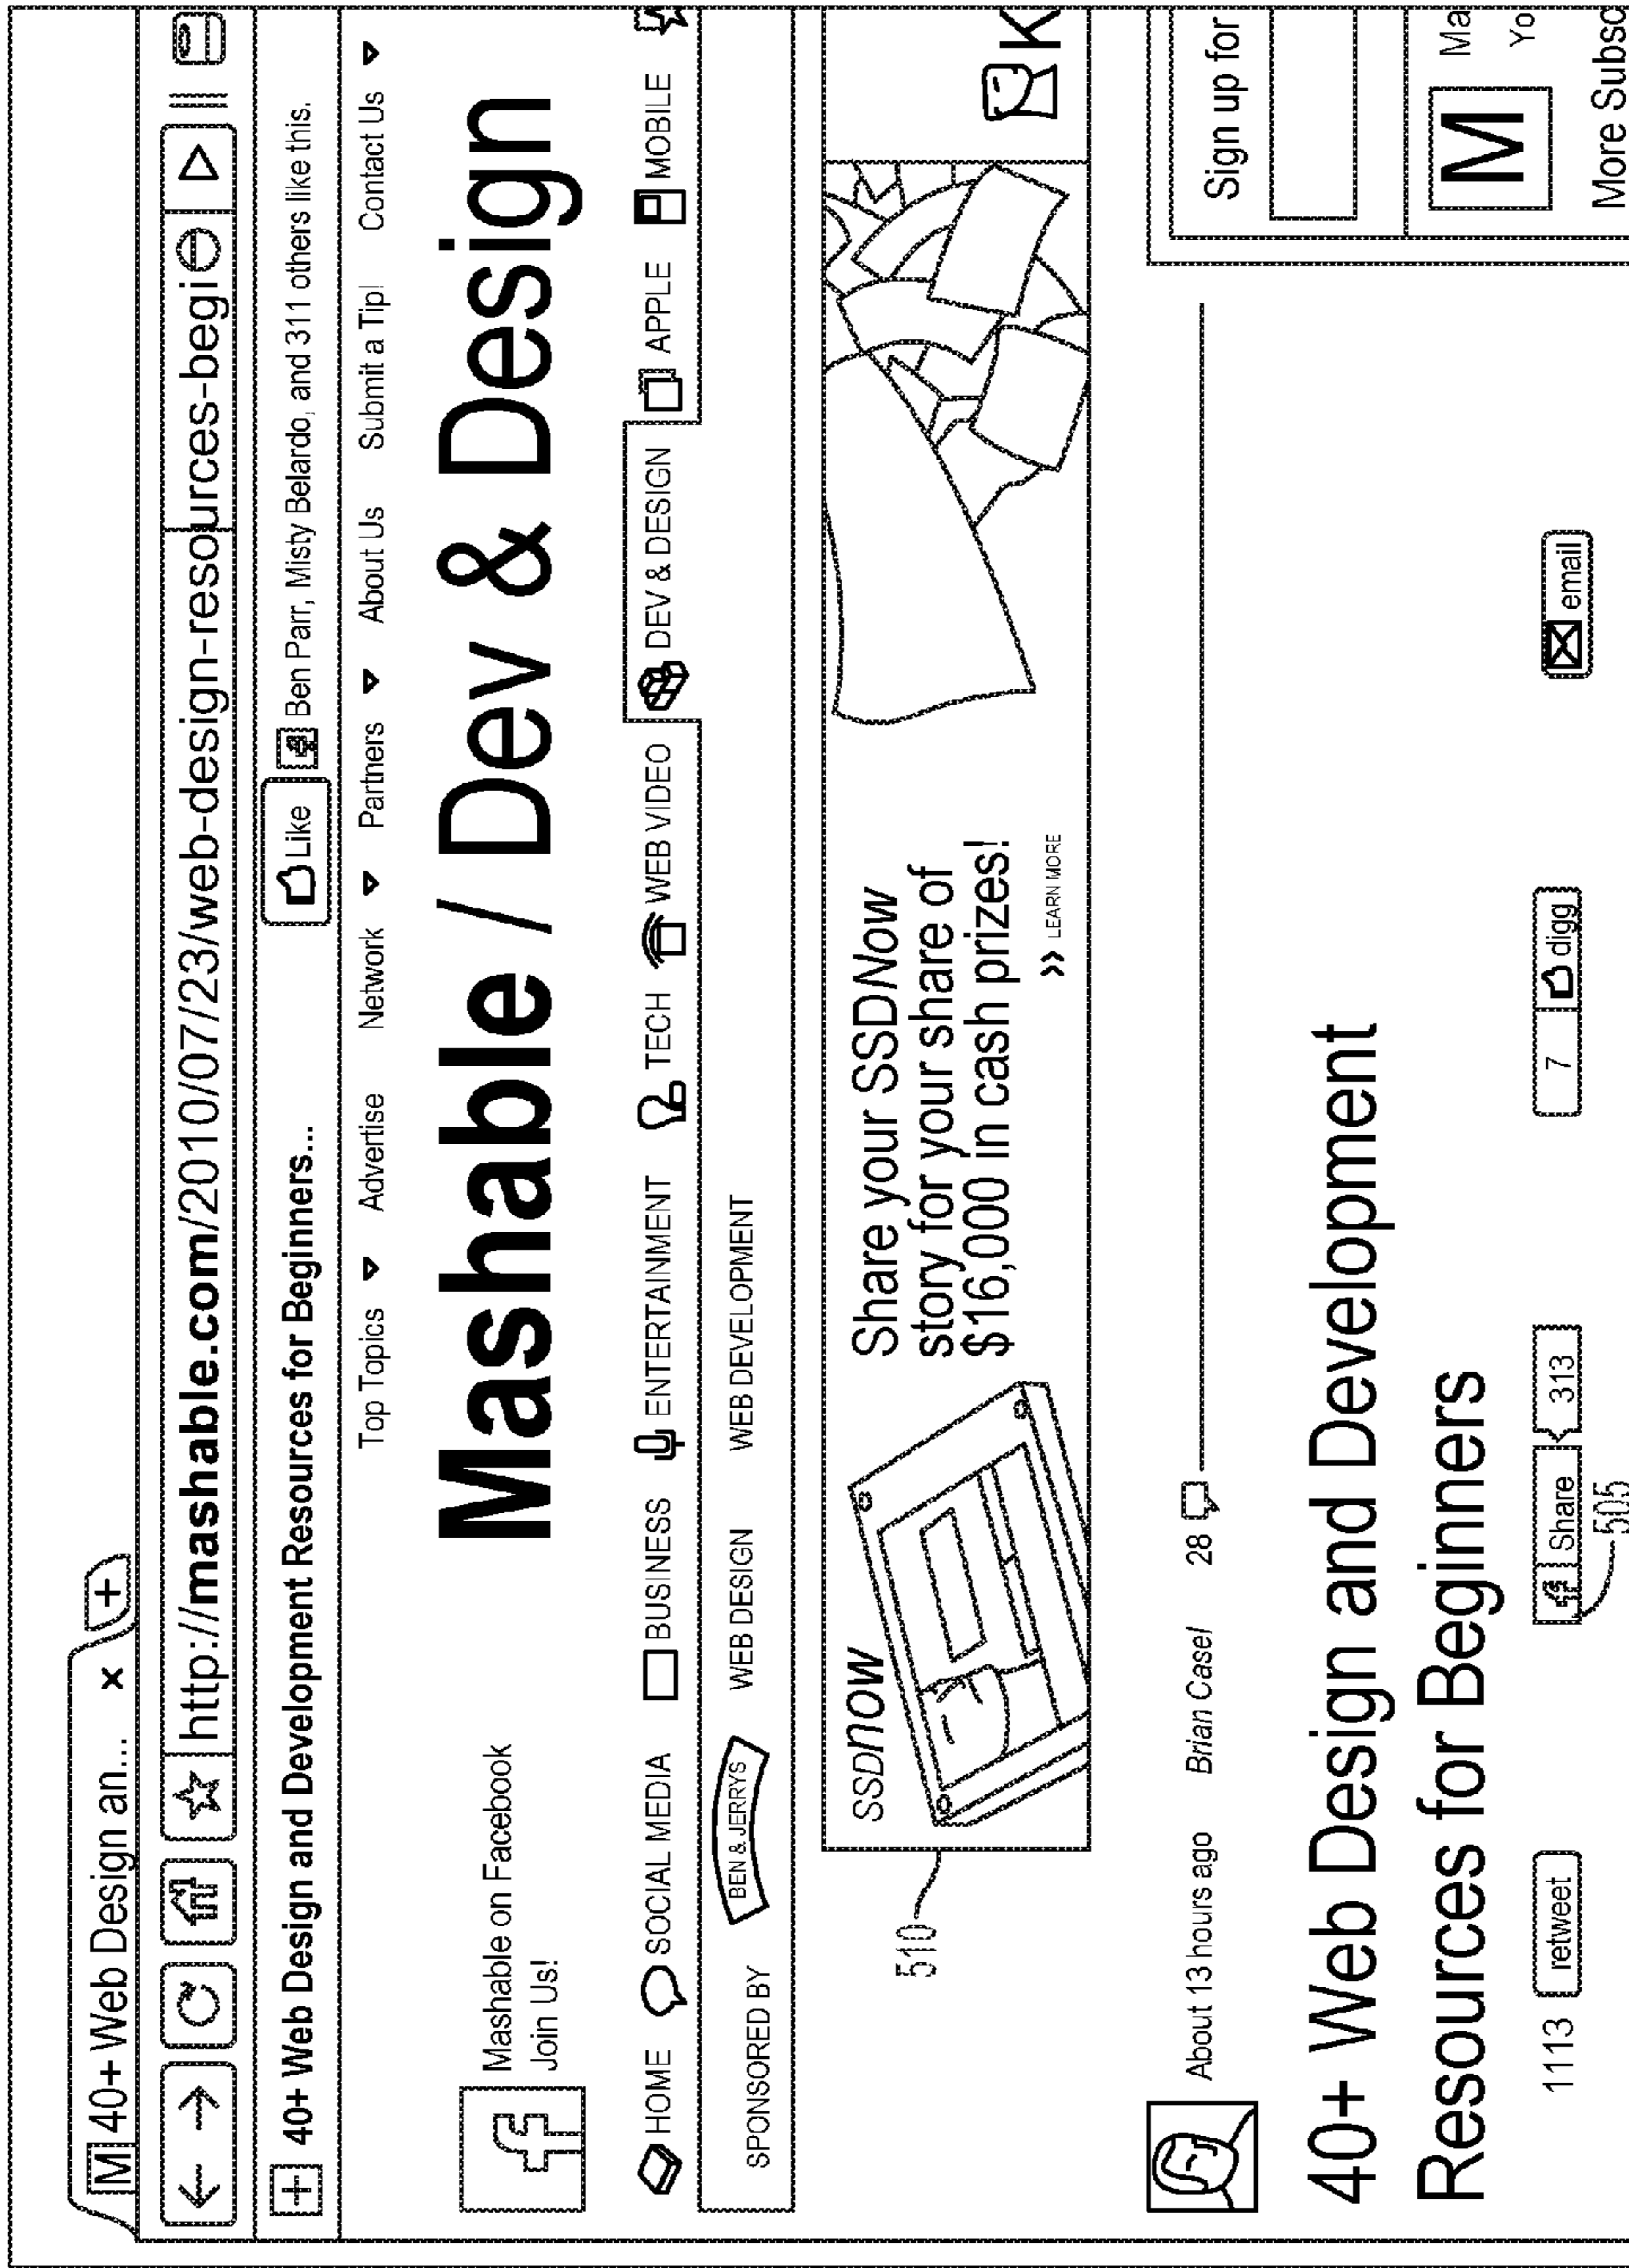 M 40+ Web Design an... x +
http://mashable.com/2010/07/23/web-design-resources-begi
+ 40+ Web Design and Development Resources for Beginners... Like Ben Parr, Misty Belardo, and 311 others like this.
Top Topics Advertise Network Partners About Us Submit a Tip! Contact Us
f Mashable on Facebook
Join Us!
Mashable / Dev & Design
HOME SOCIAL MEDIA BUSINESS ENTERTAINMENT TECH WEB VIDEO DEV & DESIGN APPLE MOBILE
SPONSORED BY BEN & JERRYS WEB DESIGN WEB DEVELOPMENT
510
SSDNOW
Share your SSDNow
story for your share of
$16,000 in cash prizes!
>> LEARN MORE
K
About 13 hours ago Brian Casel 28
40+ Web Design and Development
Resources for Beginners
1113 retweet f Share 313 7 digg email
505
Sign up for
M Ma
Yo
More Subsc